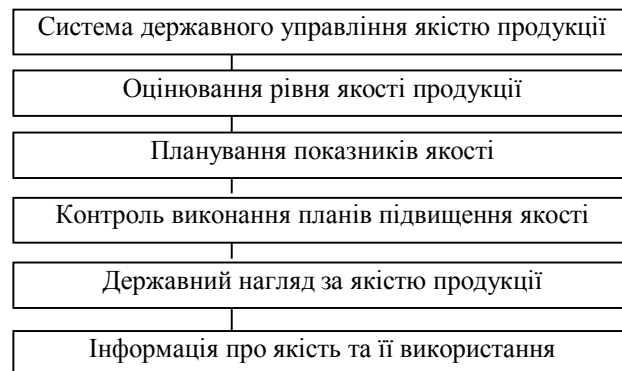 Система державного управління якістю продукції
Оцінювання рівня якості продукції
Планування показників якості
Контроль виконання планів підвищення якості
Державний нагляд за якістю продукції
Інформація про якість та її використання